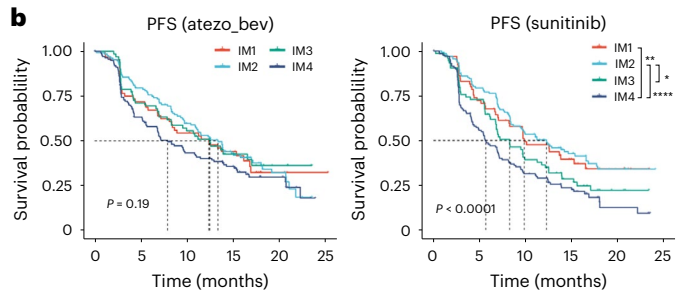 b
PFS (atezo_bev)
IM1 IM3
IM2 IM4
Survival probablility
1.00
0.75
0.50
0.25
0
P = 0.19
0 5 10 15 20 25
Time (months)
PFS (sunitinib)
IM1
IM2
IM3
IM4
**
*
****
Survival probablility
1.00
0.75
0.50
0.25
0
P < 0.0001
0 5 10 15 20 25
Time (months)